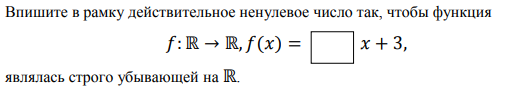 Впишите в рамку действительное ненулевое число так, чтобы функция
f: ℝ → ℝ, f(x) = x + 3,
являлась строго убывающей на ℝ.